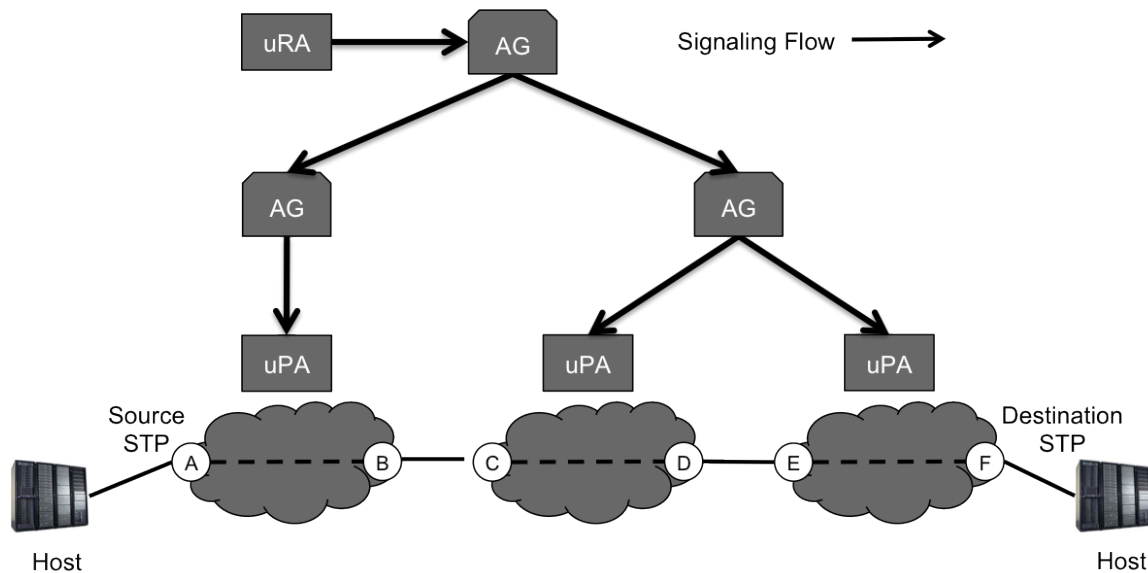 uRA
AG
Signaling Flow
AG
AG
uPA
uPA
uPA
Source
STP
Destination
STP
A
B
C
D
E
F
Host
Host